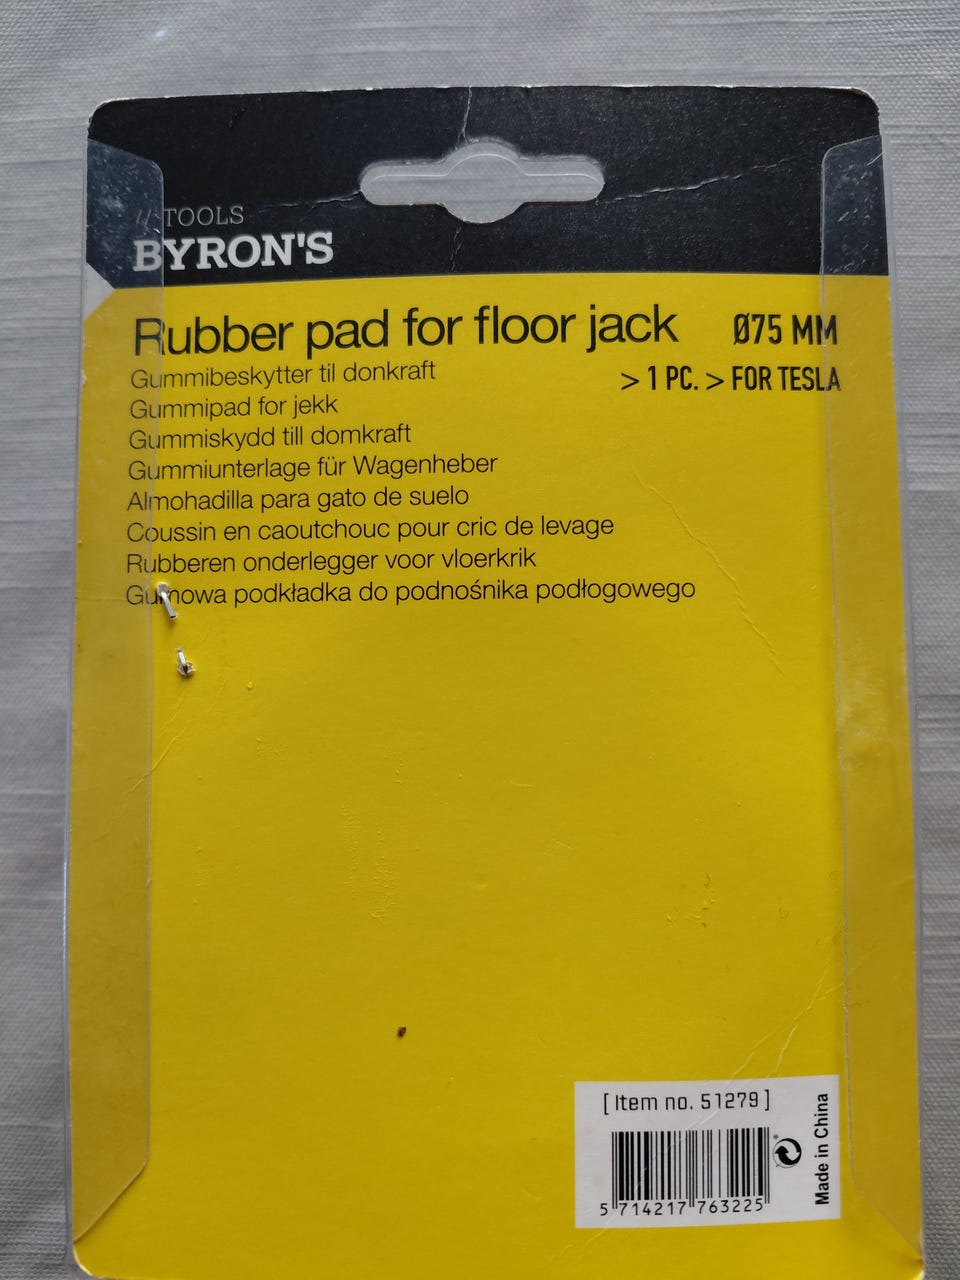 // TOOLS
BYRON'S
Rubber pad for floor jack Ø75 MM
> 1 PC. > FOR TESLA
Gummibeskytter til donkraft
Gummipad for jekk
Gummiskydd till domkraft
Gummiunterlage für Wagenheber
Almohadilla para gato de suelo
Coussin en caoutchouc pour cric de levage
Rubberen onderlegger voor vloerkrik
Gumowa podkładka do podnośnika podłogowego
[ Item no. 51279 ]
5 714217 763225
Made in China